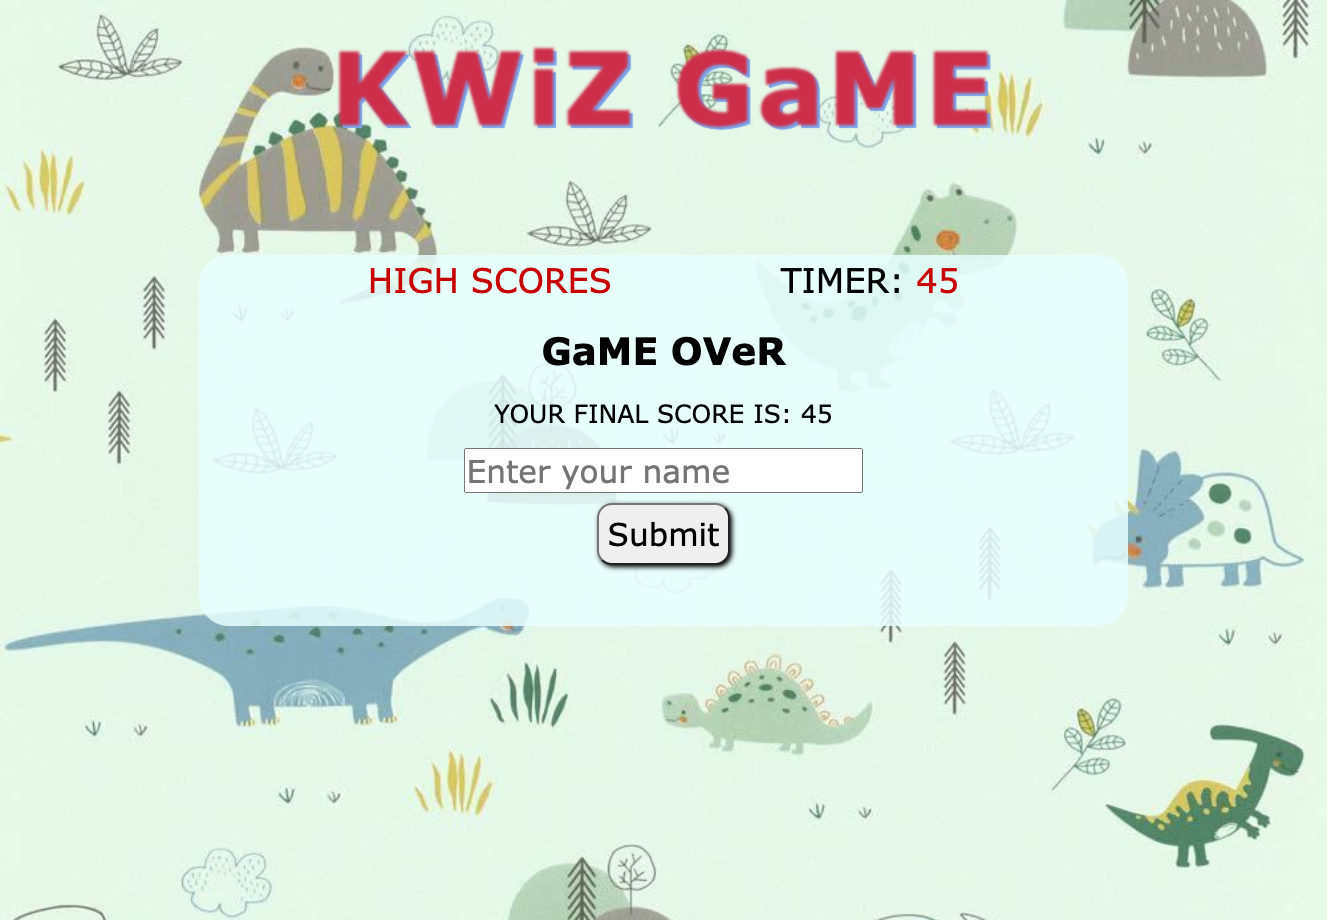 KWiZ GaME
HIGH SCORES TIMER: 45
GaME OVeR
YOUR FINAL SCORE IS: 45
Enter your name
Submit